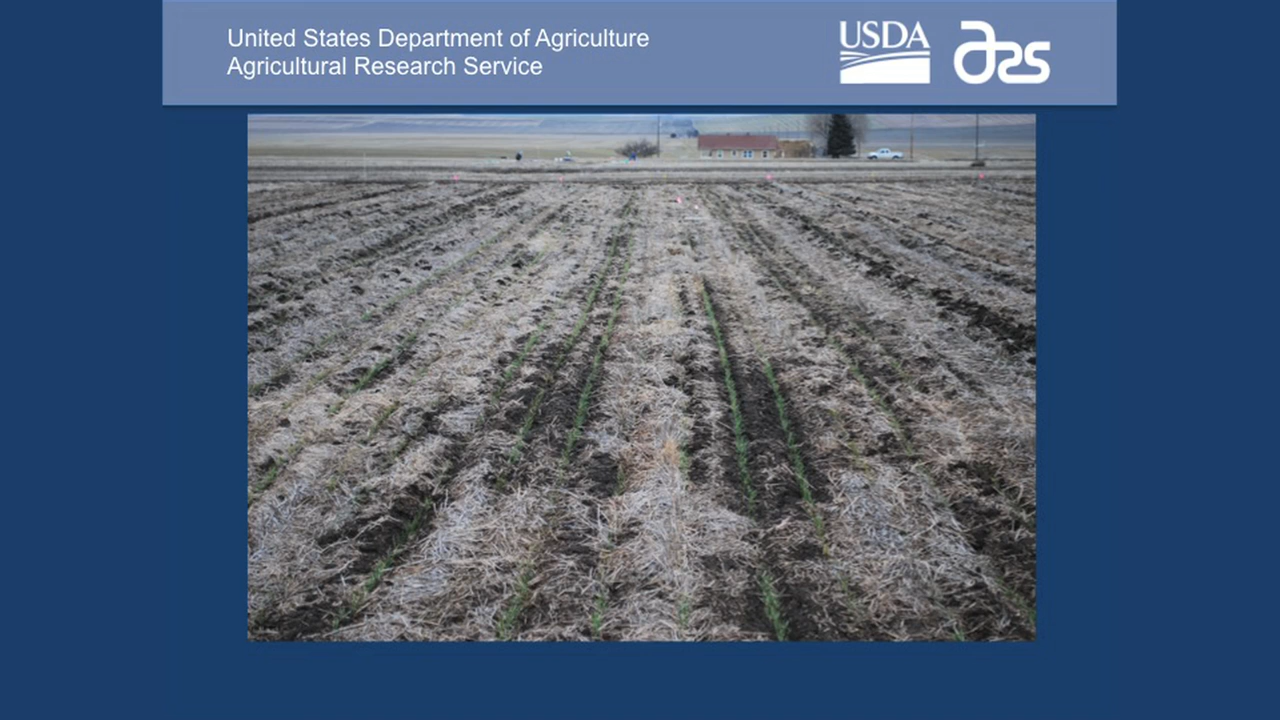 United States Department of Agriculture
Agricultural Research Service
USDA
ars